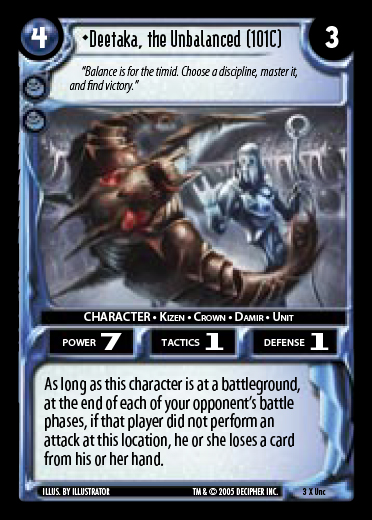 4
•Deetaka, the Unbalanced (101C)
3
"Balance is for the timid. Choose a discipline, master it,
and find victory."
CHARACTER • KIZEN • CROWN • DAMIR • UNIT
POWER 7 TACTICS 1 DEFENSE 1
As long as this character is at a battleground,
at the end of each of your opponent's battle
phases, if that player did not perform an
attack at this location, he or she loses a card
from his or her hand.
ILLUS. BY ILLUSTRATOR TM & © 2005 DECIPHER INC. 3 X Unc